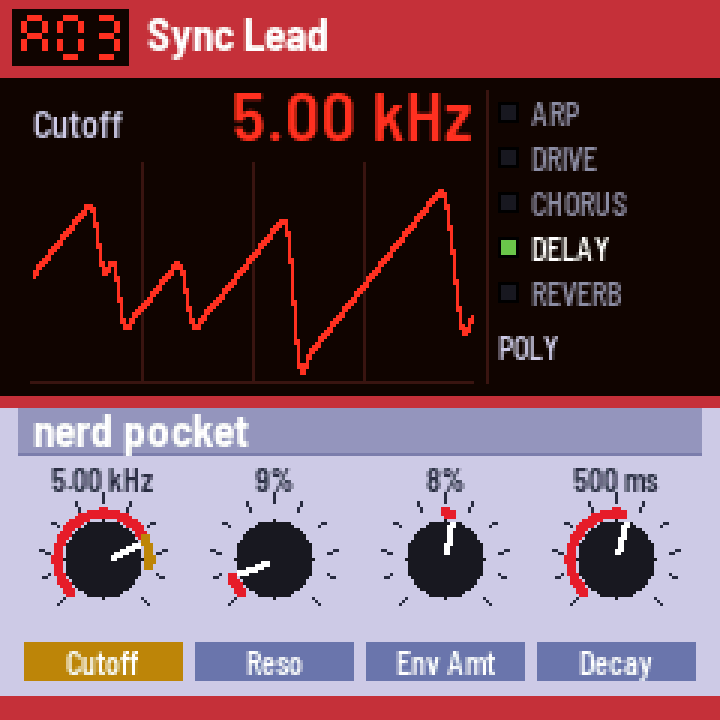 A03 Sync Lead
Cutoff 5.00 kHz
ARP
DRIVE
CHORUS
DELAY
REVERB
POLY
nerd pocket
5.00 kHz 9% 8% 500 ms
Cutoff Reso Env Amt Decay